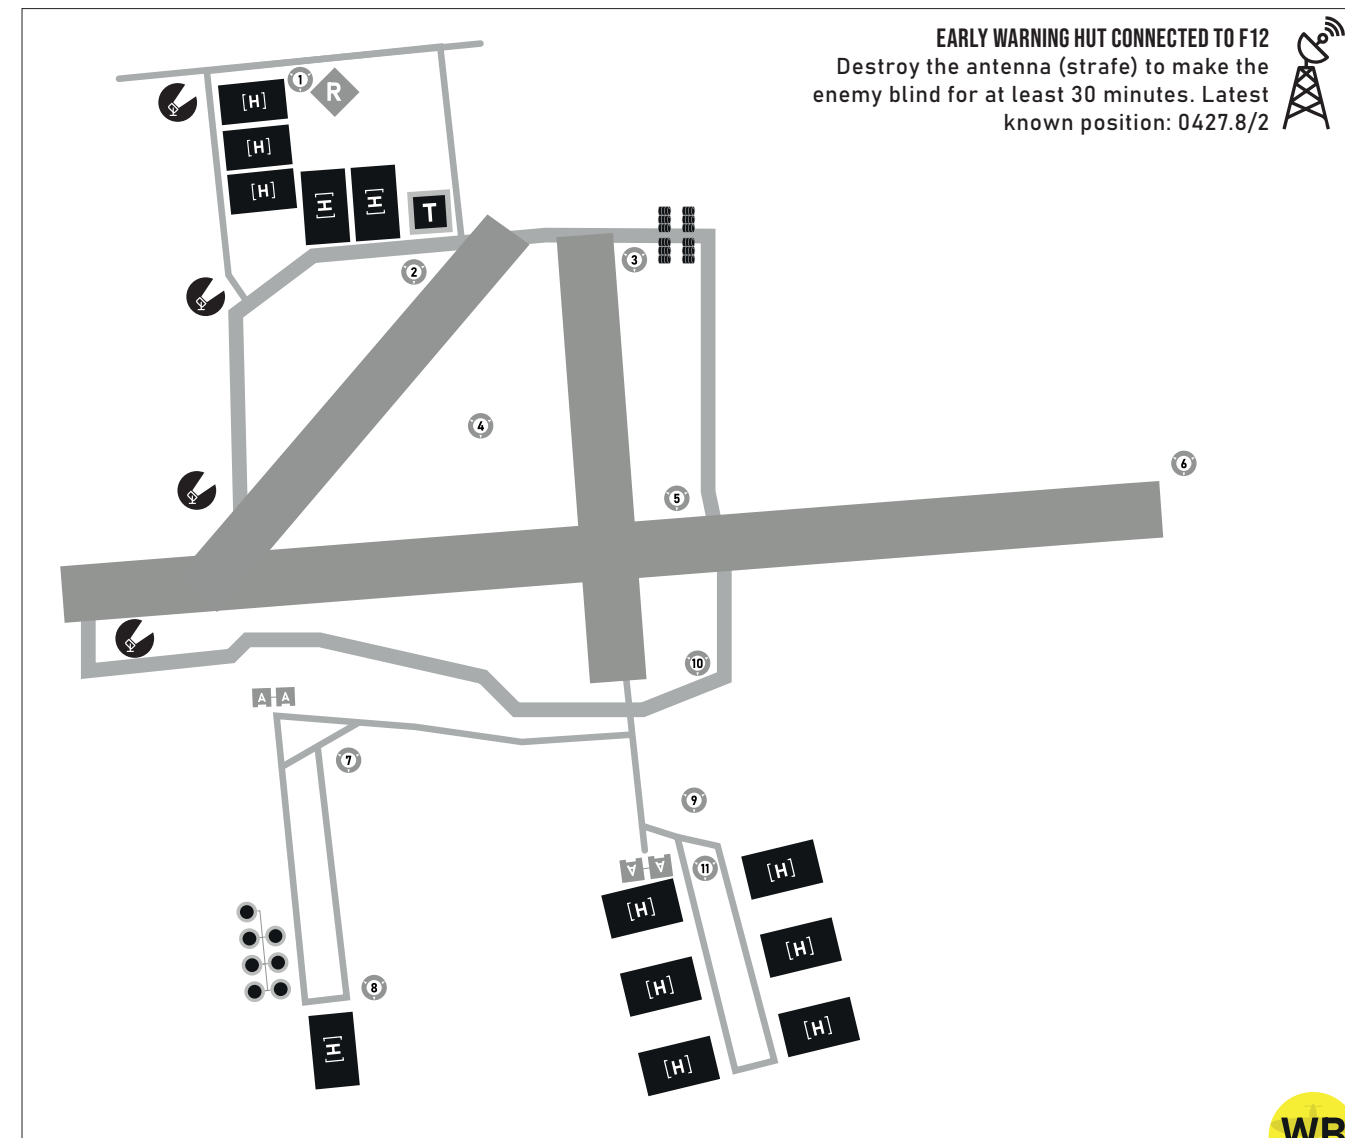 EARLY WARNING HUT CONNECTED TO F12
Destroy the antenna (strafe) to make the
enemy blind for at least 30 minutes. Latest
known position: 0427.8/2
1
R
[H]
[H]
[H]
[H]
[H]
T
2
3
4
5
6
A A
10
7
9
A A
11
[H]
[H]
[H]
[H]
8
[H]
[H]
[H]
WB